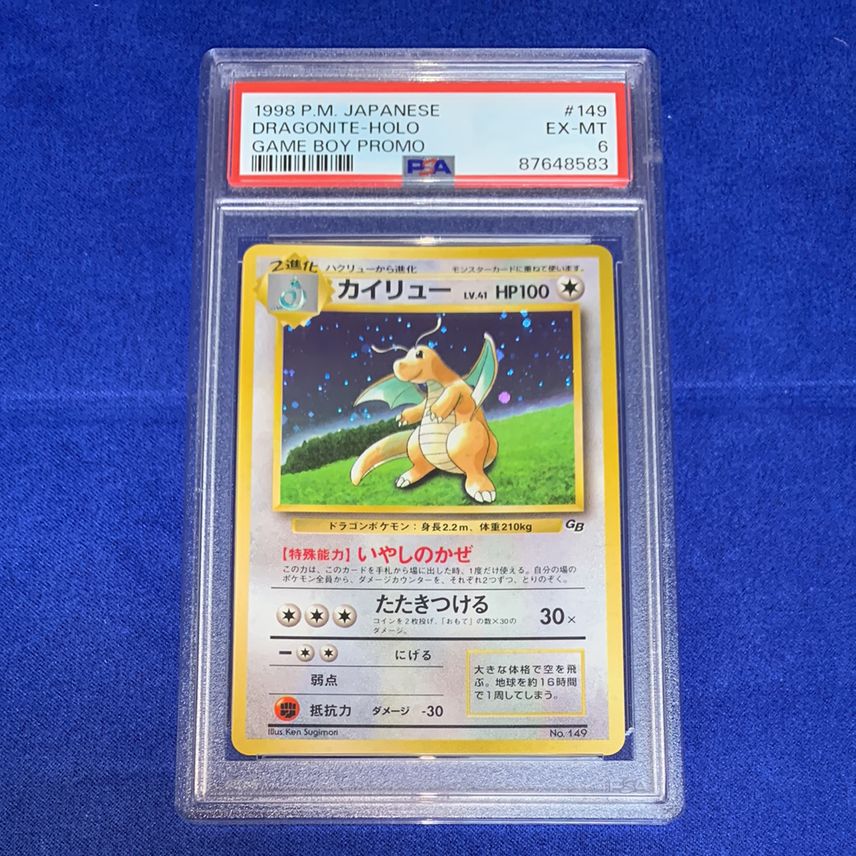 1998 P.M. JAPANESE #149
DRAGONITE-HOLO EX-MT
GAME BOY PROMO 6
PSA 87648583
2進化 ハクリューから進化 モンスターカードに重ねて使います。
カイリュー LV.41 HP100
ドラゴンポケモン：身長2.2m、体重210kg
GB
【特殊能力】いやしのかぜ
この力は、このカードを手札から場に出した時、1度だけ使える。自分の場の
ポケモン全員から、ダメージカウンターを、それぞれ2つずつ、とりのぞく。
たたきつける 30×
コインを2枚投げ、「おもて」の数×30の
ダメージ。
ー にげる
弱点
抵抗力 ダメージ -30
大きな体格で空を飛
ぶ。地球を約16時間
で1周してしまう。
Illus. Ken Sugimori No. 149
PSA